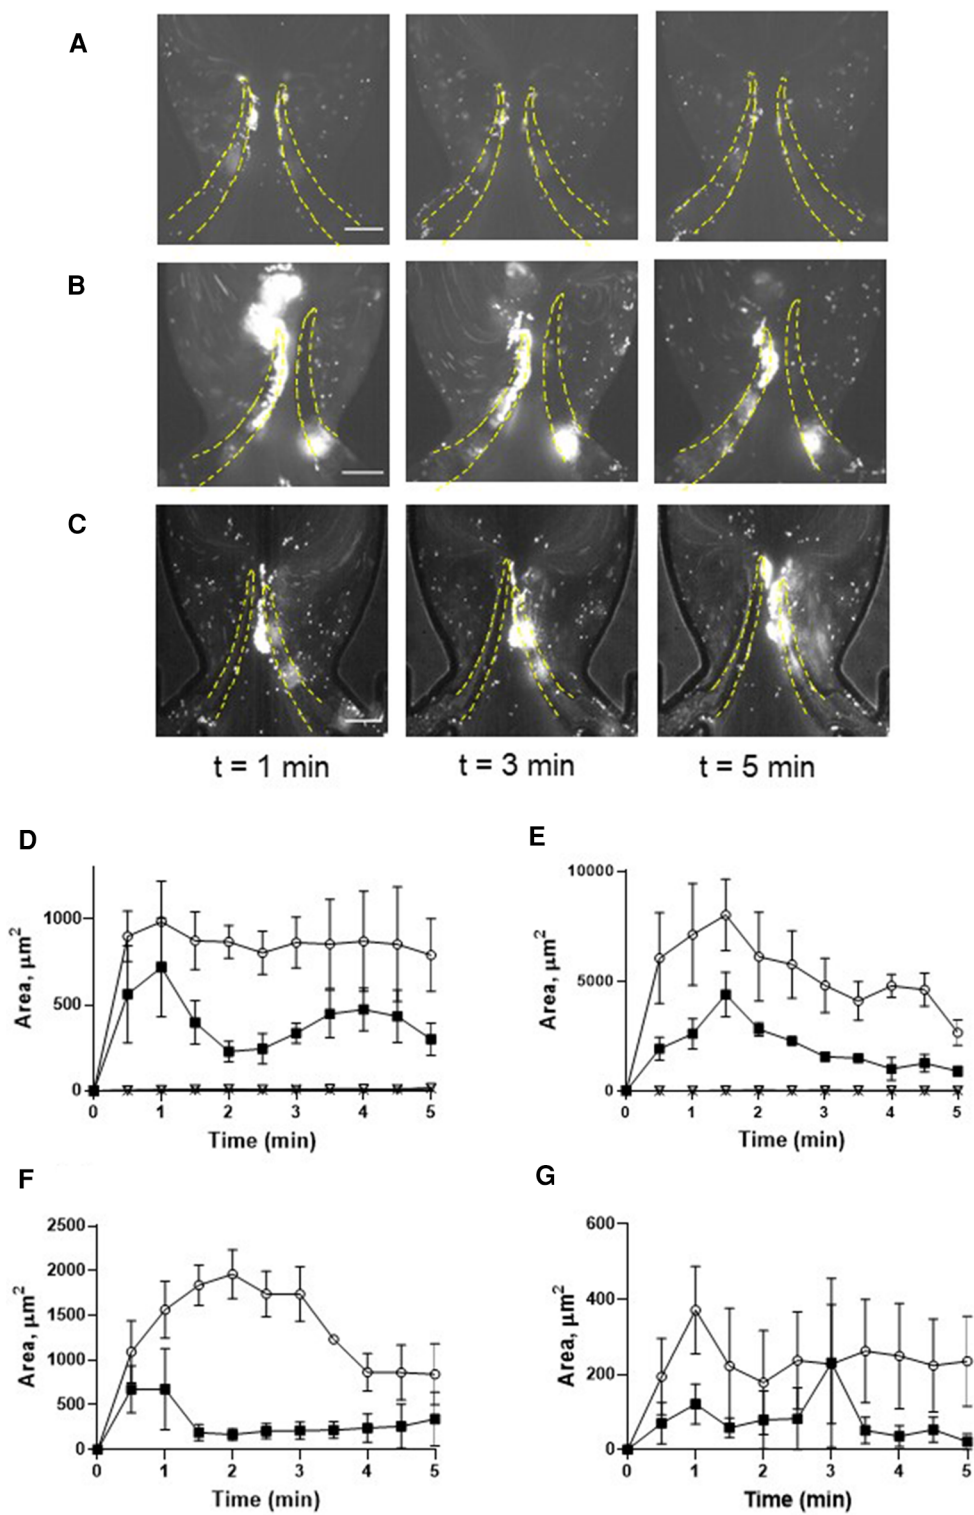 A
B
C
t = 1 min
t = 3 min
t = 5 min
D
1000
500
0
0
1
2
3
4
5
Area, µm²
Time (min)
E
10000
5000
0
0
1
2
3
4
5
Area, µm²
Time (min)
F
2500
2000
1500
1000
500
0
0
1
2
3
4
5
Area, µm²
Time (min)
G
600
400
200
0
0
1
2
3
4
5
Area, µm²
Time (min)